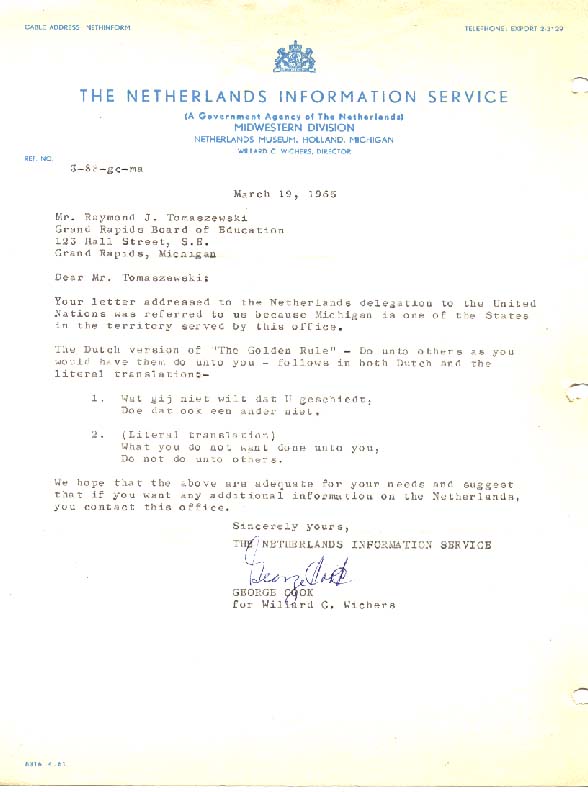 CABLE ADDRESS NETHINFORM
TELEPHONE: EXPORT 2-3129
THE NETHERLANDS INFORMATION SERVICE
(A Government Agency of The Netherlands)
MIDWESTERN DIVISION
NETHERLANDS MUSEUM, HOLLAND, MICHIGAN
WILLARD C. WICHERS, DIRECTOR
REF. NO.
March 19, 1965
Mr. Raymond J. Tomaszewski
Grand Rapids Board of Education
123 Hall Street, S.E.
Grand Rapids, Michigan
Dear Mr. Tomaszewski:
Your letter addressed to the Netherlands delegation to the United
Nations was referred to us because Michigan is one of the States
in the territory served by this office.
The Dutch version of "The Golden Rule" - Do unto others as you
would have them do unto you - follows in both Dutch and the
literal translation:-
1. Wat gij niet wilt dat U geschiedt,
Doe dat ook een ander niet.
2. (Literal translation)
What you do not want done unto you,
Do not do unto others.
We hope that the above are adequate for your needs and suggest
that if you want any additional information on the Netherlands,
you contact this office.
Sincerely yours,
THE NETHERLANDS INFORMATION SERVICE
George Cook
GEORGE COOK
for Willard C. Wichers